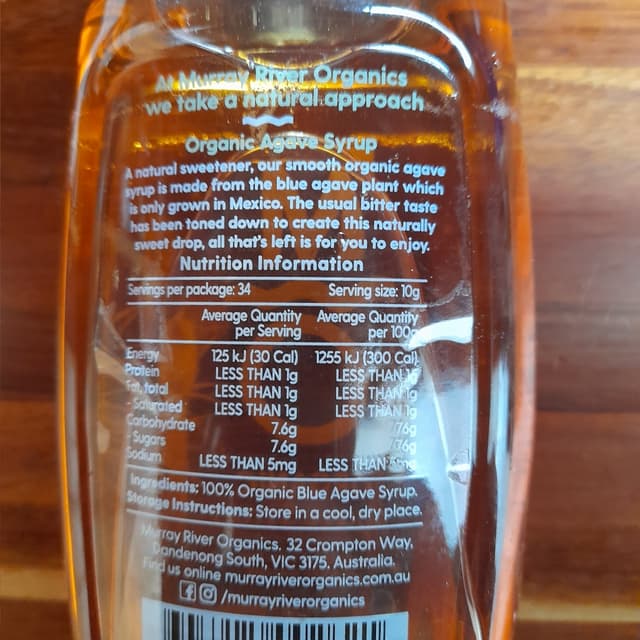 At Murray River Organics
we take a natural approach
Organic Agave Syrup
A natural sweetener, our smooth organic agave
syrup is made from the blue agave plant which
is only grown in Mexico. The usual bitter taste
has been toned down to create this naturally
sweet drop, all that's left is for you to enjoy.
Nutrition Information
Servings per package: 34 Serving size: 10g
Average Quantity Average Quantity
per Serving per 100g
Energy 125 kJ (30 Cal) 1255 kJ (300 Cal)
Protein LESS THAN 1g LESS THAN 1g
Fat, total LESS THAN 1g LESS THAN 1g
- Saturated LESS THAN 1g LESS THAN 1g
Carbohydrate 7.6g 76g
- Sugars 7.6g 76g
Sodium LESS THAN 5mg LESS THAN 5mg
Ingredients: 100% Organic Blue Agave Syrup.
Storage Instructions: Store in a cool, dry place.
Murray River Organics. 32 Crompton Way,
Dandenong South, VIC 3175. Australia.
Find us online murrayriverorganics.com.au
/murrayriverorganics